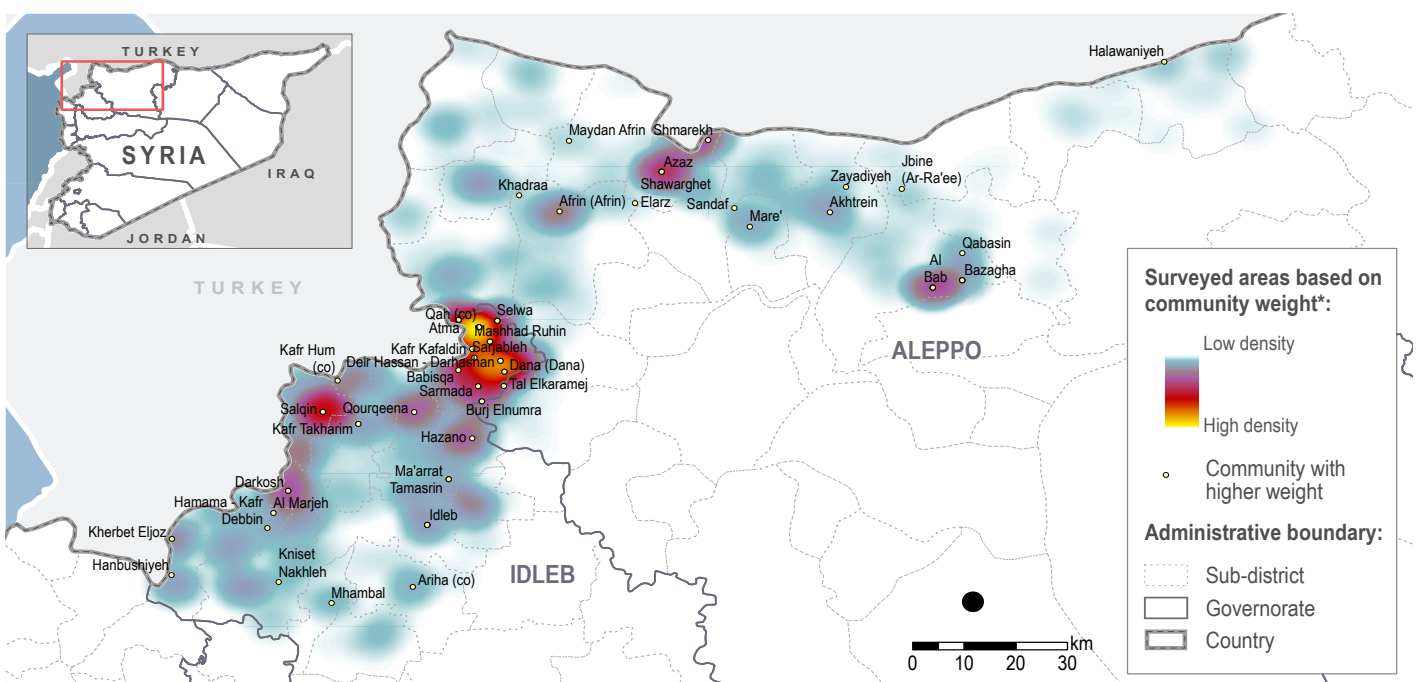 TURKEY
SYRIA
IRAQ
JORDAN
TURKEY
ALEPPO
IDLEB
Halawaniyeh
Maydan Afrin
Shmarekh
Azaz
Shawarghet
Elarz
Khadraa
Afrin (Afrin)
Sandaf
Mare'
Zayadiyeh
Akhtrein
Jbine
(Ar-Ra'ee)
Qabasin
Al
Bab
Bazagha
Qah (co)
Selwa
Atma
Mashhad Ruhin
Kafr Kafaldin
Sarjableh
Kafr Hum
(co)
Deir Hassan - Darhashan
Dana (Dana)
Babisqa
Tal Elkaramej
Sarmada
Burj Elnumra
Salqin
Qourqeena
Kafr Takharim
Hazano
Ma'arrat
Tamasrin
Darkosh
Hamama - Kafr
Debbin
Al Marjeh
Idleb
Kherbet Eljoz
Hanbushiyeh
Kniset
Nakhleh
Mhambal
Ariha (co)
Surveyed areas based on
community weight*:
Low density
High density
Community with
higher weight
Administrative boundary:
Sub-district
Governorate
Country
km
0 10 20 30